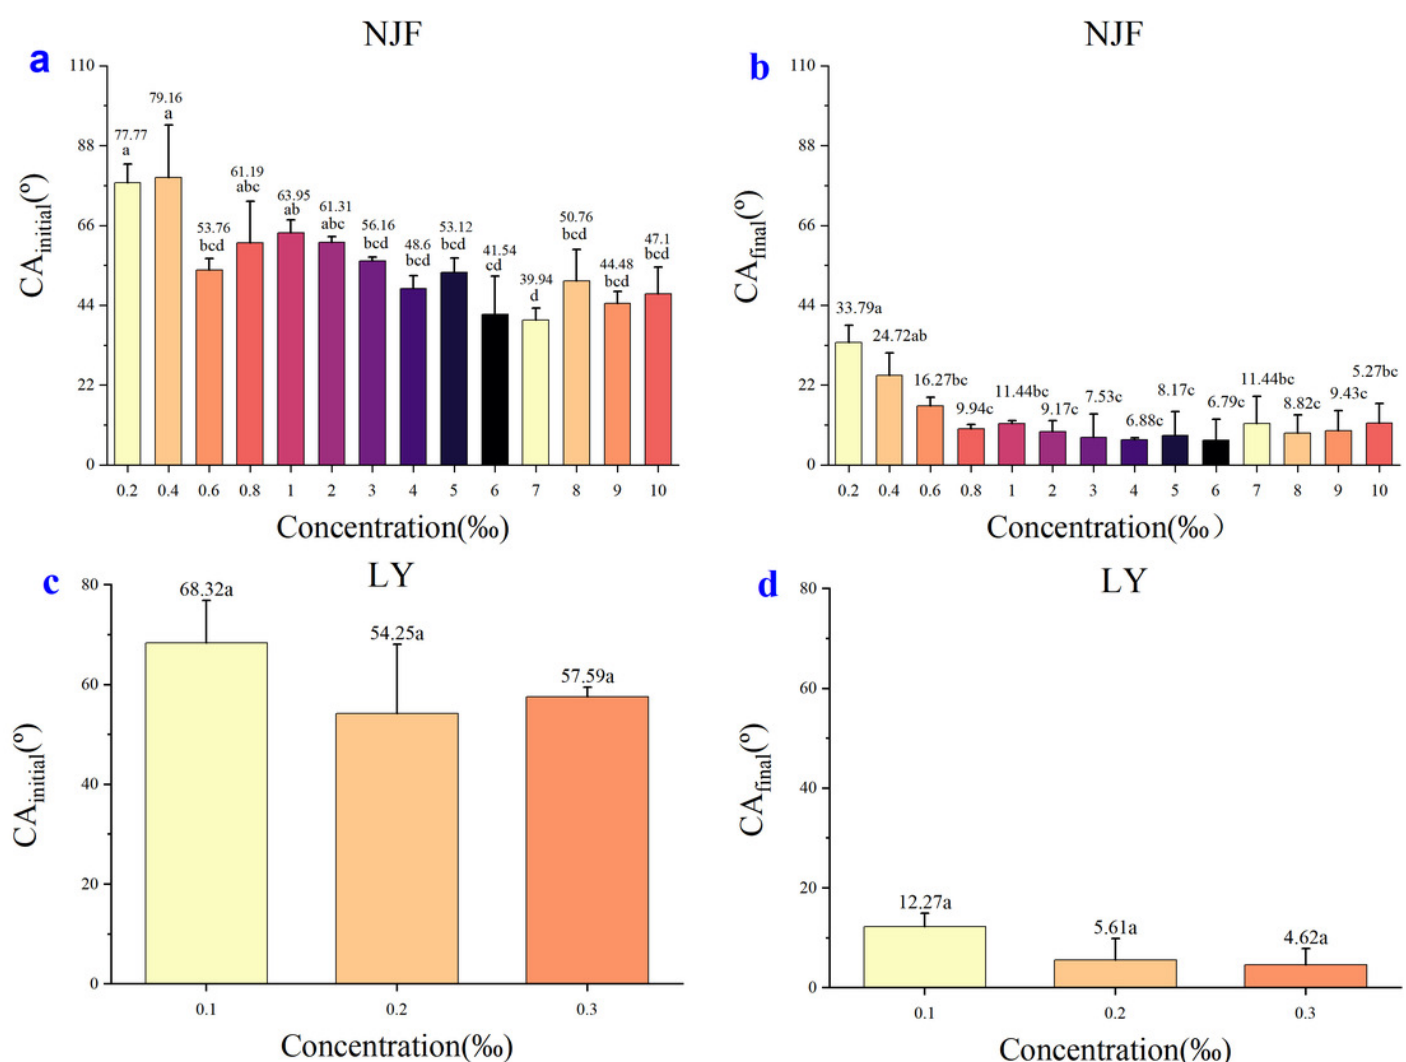 NJF
a
110
88
66
44
22
0
CAinitial(º)
77.77
a
79.16
a
53.76
bcd
61.19
abc
63.95
ab
61.31
abc
56.16
bcd
48.6
bcd
53.12
bcd
41.54
cd
39.94
d
50.76
bcd
44.48
bcd
47.1
bcd
0.2 0.4 0.6 0.8 1 2 3 4 5 6 7 8 9 10
Concentration(‰)
NJF
b
110
88
66
44
22
0
CAfinal(º)
33.79a
24.72ab
16.27bc
9.94c
11.44bc
9.17c
7.53c
6.88c
8.17c
6.79c
11.44bc
8.82c
9.43c
5.27bc
0.2 0.4 0.6 0.8 1 2 3 4 5 6 7 8 9 10
Concentration(‰）
c
LY
80
60
40
20
0
CAinitial(º)
68.32a
54.25a
57.59a
0.1 0.2 0.3
Concentration(‰)
d
LY
80
60
40
20
0
CAfinal(º)
12.27a
5.61a
4.62a
0.1 0.2 0.3
Concentration(‰)